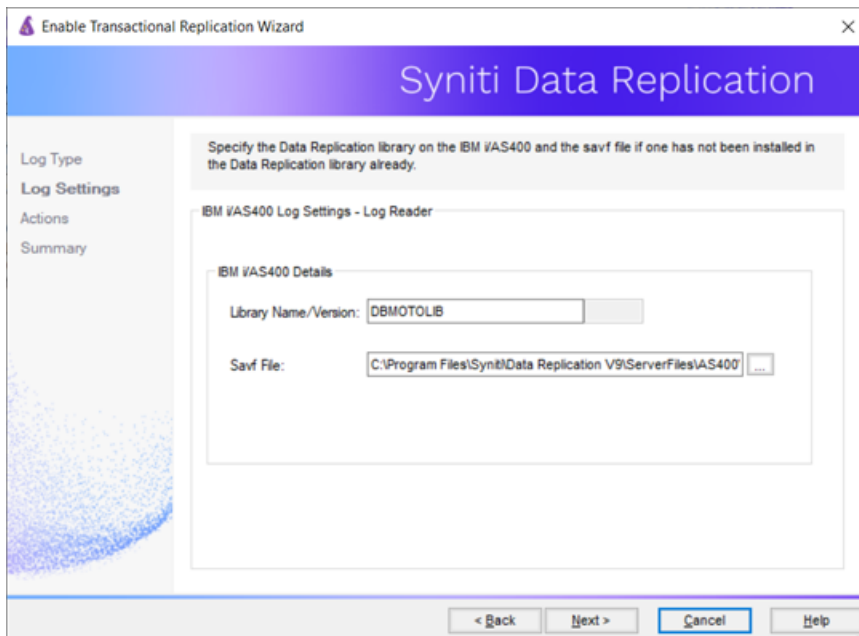 Enable Transactional Replication Wizard
Syniti Data Replication
Log Type
Log Settings
Actions
Summary
Specify the Data Replication library on the IBM i/AS400 and the savf file if one has not been installed in
the Data Replication library already.
IBM i/AS400 Log Settings - Log Reader
IBM i/AS400 Details
Library Name/Version:
DBMOTOLIB
Savf File:
C:\Program Files\Syniti\Data Replication V9\ServerFiles\AS400\
...
< Back
Next >
Cancel
Help